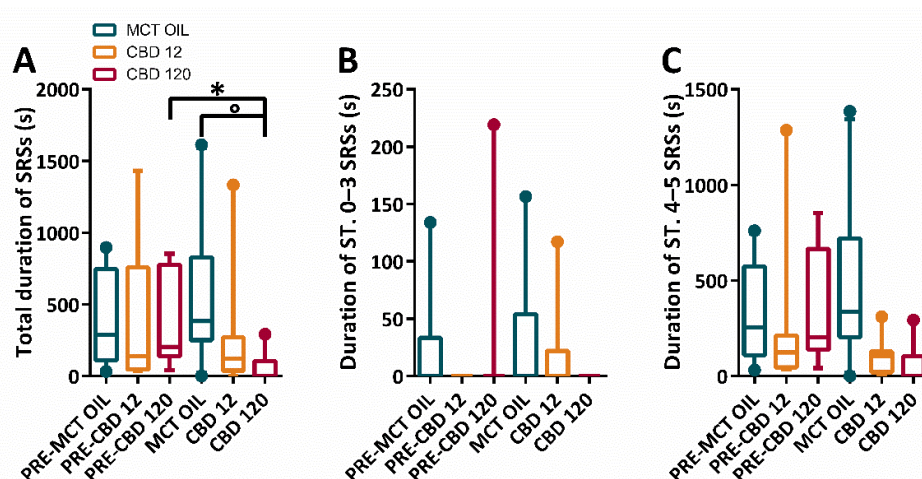 MCT OIL
CBD 12
CBD 120
A
Total duration of SRSs (s)
2000
1500
1000
500
0
*
°
PRE-MCT OIL
PRE-CBD 12
PRE-CBD 120
MCT OIL
CBD 12
CBD 120
B
Duration of ST. 0–3 SRSs (s)
250
200
150
100
50
0
PRE-MCT OIL
PRE-CBD 12
PRE-CBD 120
MCT OIL
CBD 12
CBD 120
C
Duration of ST. 4–5 SRSs (s)
1500
1000
500
0
PRE-MCT OIL
PRE-CBD 12
PRE-CBD 120
MCT OIL
CBD 12
CBD 120